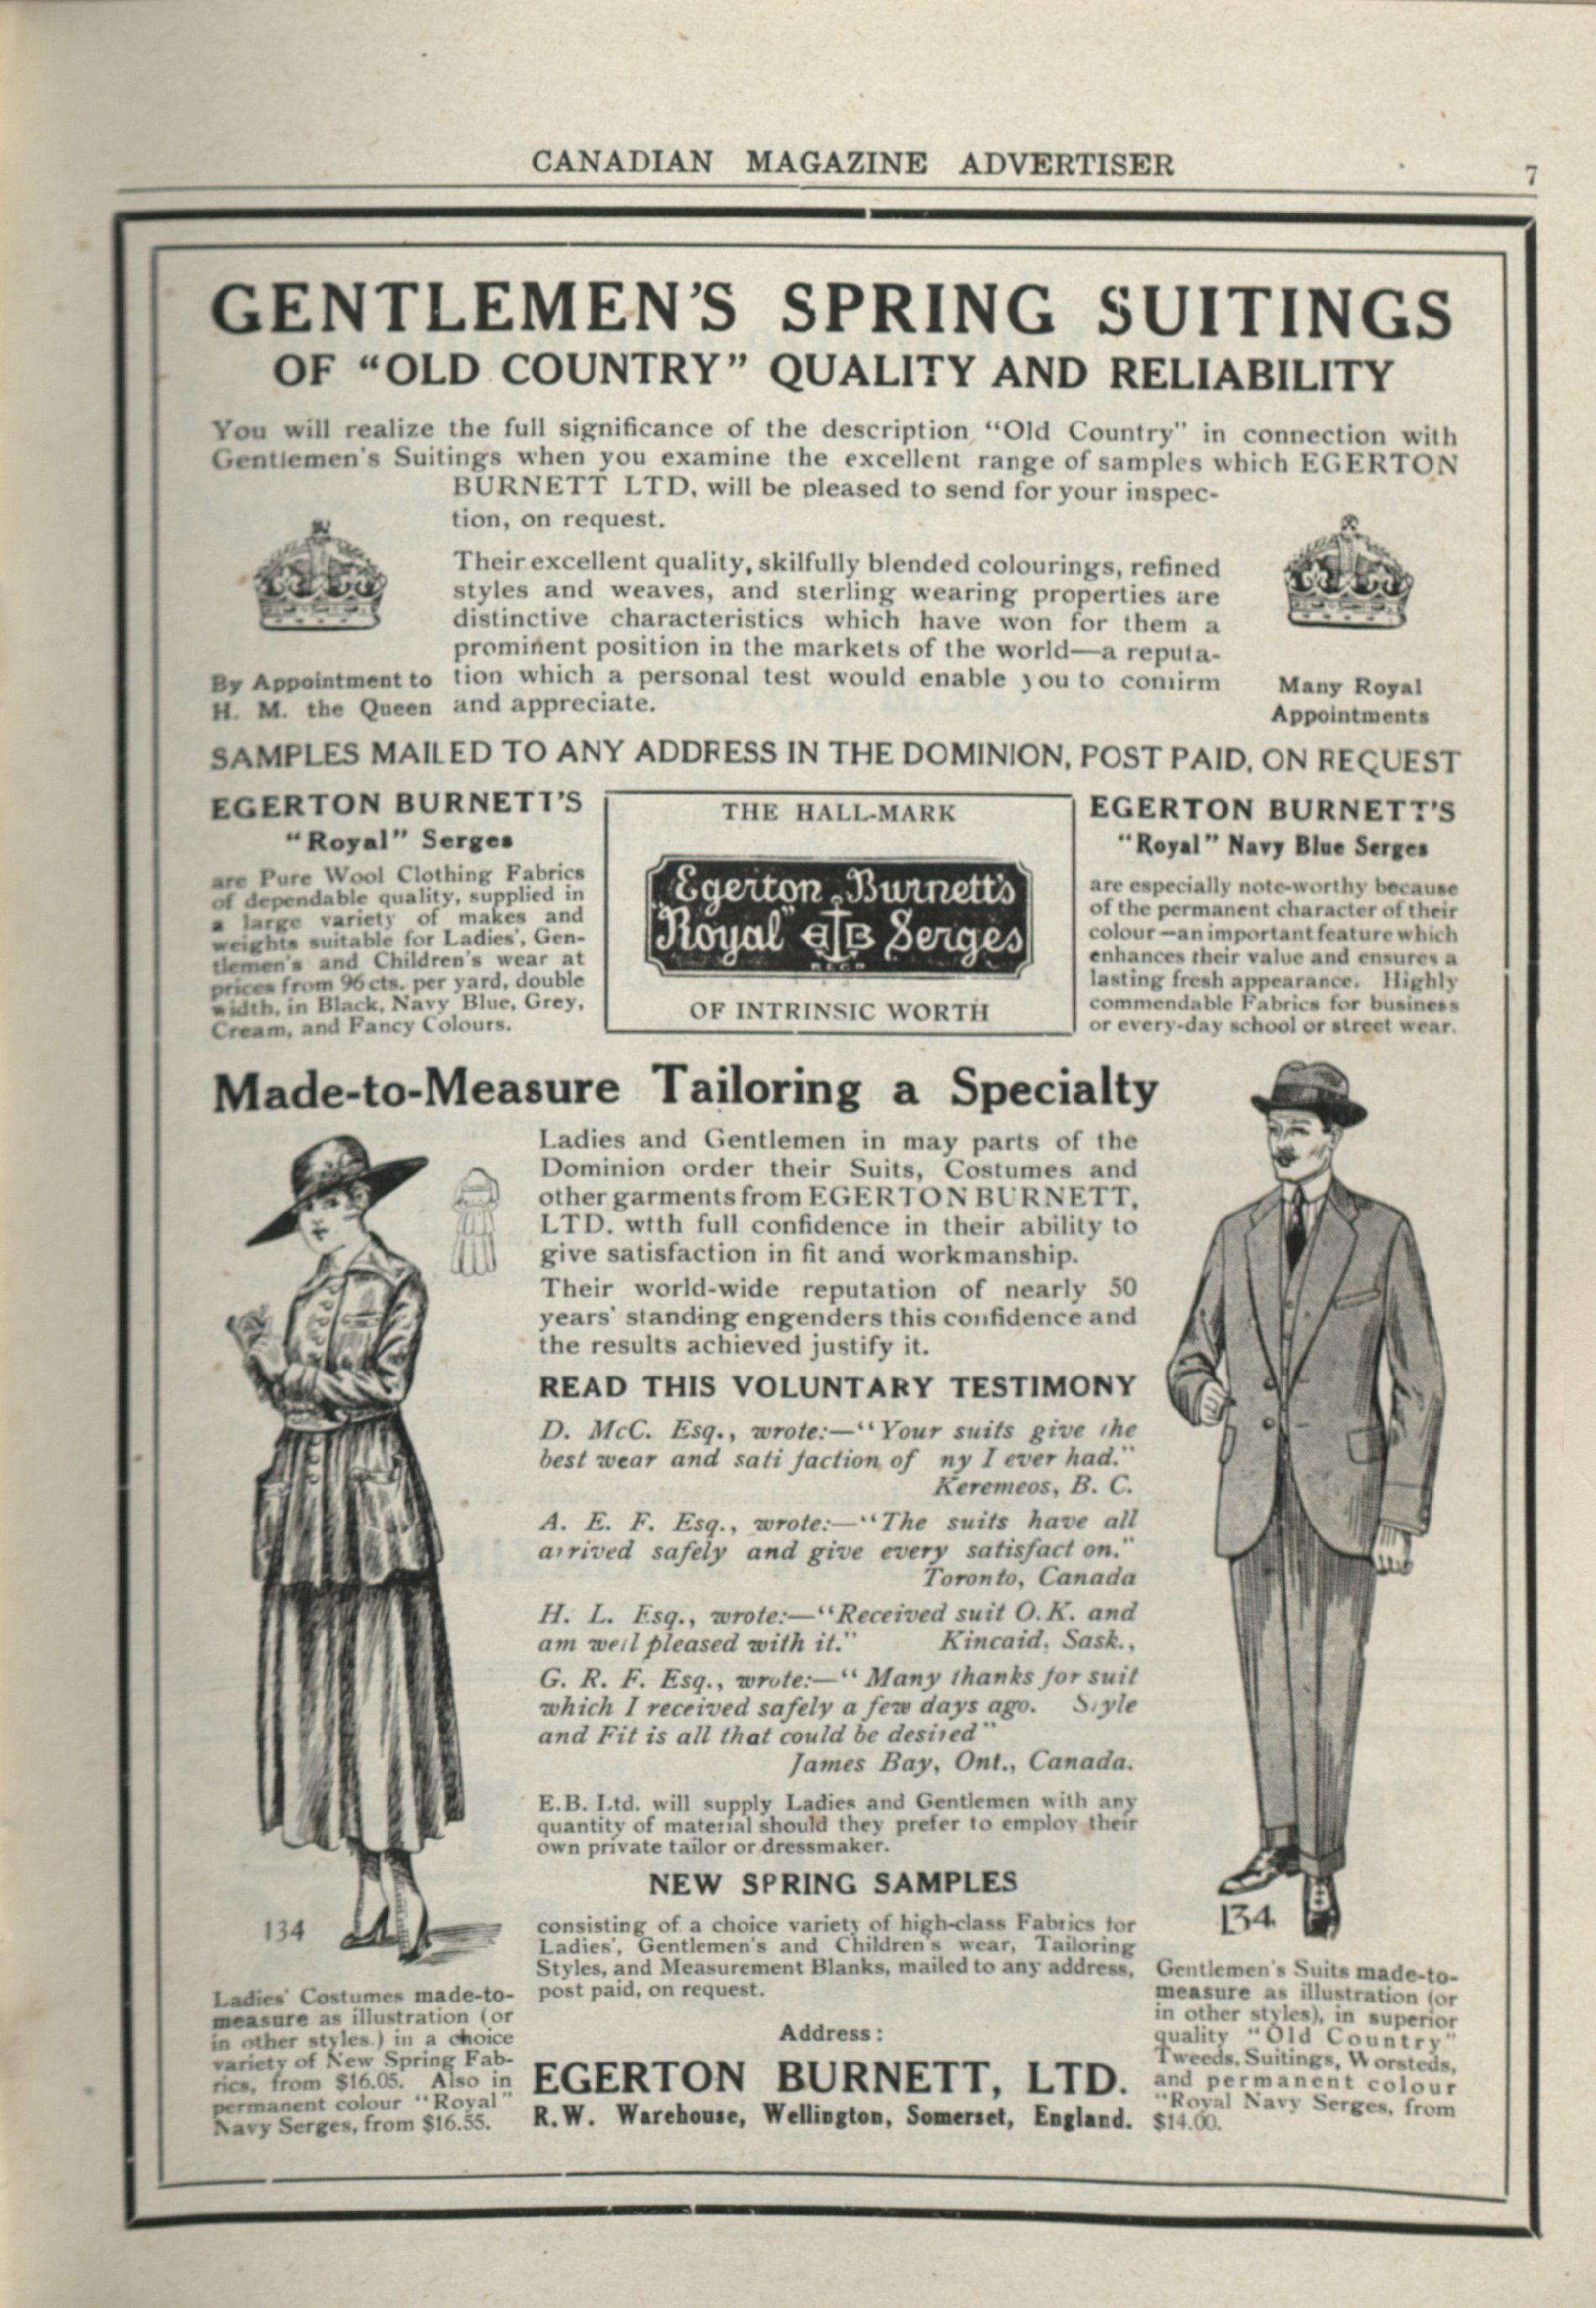 CANADIAN MAGAZINE ADVERTISER
7
GENTLEMEN'S SPRING SUITINGS
OF "OLD COUNTRY" QUALITY AND RELIABILITY
You will realize the full significance of the description "Old Country" in connection with
Gentlemen's Suitings when you examine the excellent range of samples which EGERTON
BURNETT LTD, will be pleased to send for your inspec-
tion, on request.
Their excellent quality, skilfully blended colourings, refined
styles and weaves, and sterling wearing properties are
distinctive characteristics which have won for them a
prominent position in the markets of the world—a reputa-
tion which a personal test would enable you to confirm
and appreciate.
By Appointment to
H. M. the Queen
Many Royal
Appointments
SAMPLES MAILED TO ANY ADDRESS IN THE DOMINION, POST PAID, ON REQUEST
EGERTON BURNETT'S
"Royal" Serges
are Pure Wool Clothing Fabrics
of dependable quality, supplied in
a large variety of makes and
weights suitable for Ladies', Gen-
tlemen's and Children's wear at
prices from 96 cts. per yard, double
width, in Black, Navy Blue, Grey,
Cream, and Fancy Colours.
THE HALL-MARK
Egerton Burnett's
"Royal" EB Serges
REGD
OF INTRINSIC WORTH
EGERTON BURNETT'S
"Royal" Navy Blue Serges
are especially note-worthy because
of the permanent character of their
colour—an important feature which
enhances their value and ensures a
lasting fresh appearance. Highly
commendable Fabrics for business
or every-day school or street wear.
Made-to-Measure Tailoring a Specialty
Ladies and Gentlemen in may parts of the
Dominion order their Suits, Costumes and
other garments from EGERTON BURNETT,
LTD. wtth full confidence in their ability to
give satisfaction in fit and workmanship.
Their world-wide reputation of nearly 50
years' standing engenders this confidence and
the results achieved justify it.
READ THIS VOLUNTARY TESTIMONY
D. McC. Esq., wrote:—"Your suits give the
best wear and sati faction of ny I ever had."
Keremeos, B. C.
A. E. F. Esq., wrote:—"The suits have all
arrived safely and give every satisfact on."
Toronto, Canada
H. L. Esq., wrote:—"Received suit O.K. and
am well pleased with it." Kincaid, Sask.,
G. R. F. Esq., wrote:—"Many thanks for suit
which I received safely a few days ago. Style
and Fit is all that could be desired"
James Bay, Ont., Canada.
E.B. Ltd. will supply Ladies and Gentlemen with any
quantity of material should they prefer to employ their
own private tailor or dressmaker.
NEW SPRING SAMPLES
consisting of a choice variety of high-class Fabrics for
Ladies', Gentlemen's and Children's wear, Tailoring
Styles, and Measurement Blanks, mailed to any address,
post paid, on request.
134
Ladies' Costumes made-to-
measure as illustration (or
in other styles.) in a choice
variety of New Spring Fab-
rics, from $16.05. Also in
permanent colour "Royal"
Navy Serges, from $16.55.
Address:
EGERTON BURNETT, LTD.
R.W. Warehouse, Wellington, Somerset, England.
134
Gentlemen's Suits made-to-
measure as illustration (or
in other styles), in superior
quality "Old Country"
Tweeds, Suitings, Worsteds,
and permanent colour
"Royal Navy Serges, from
$14.00.